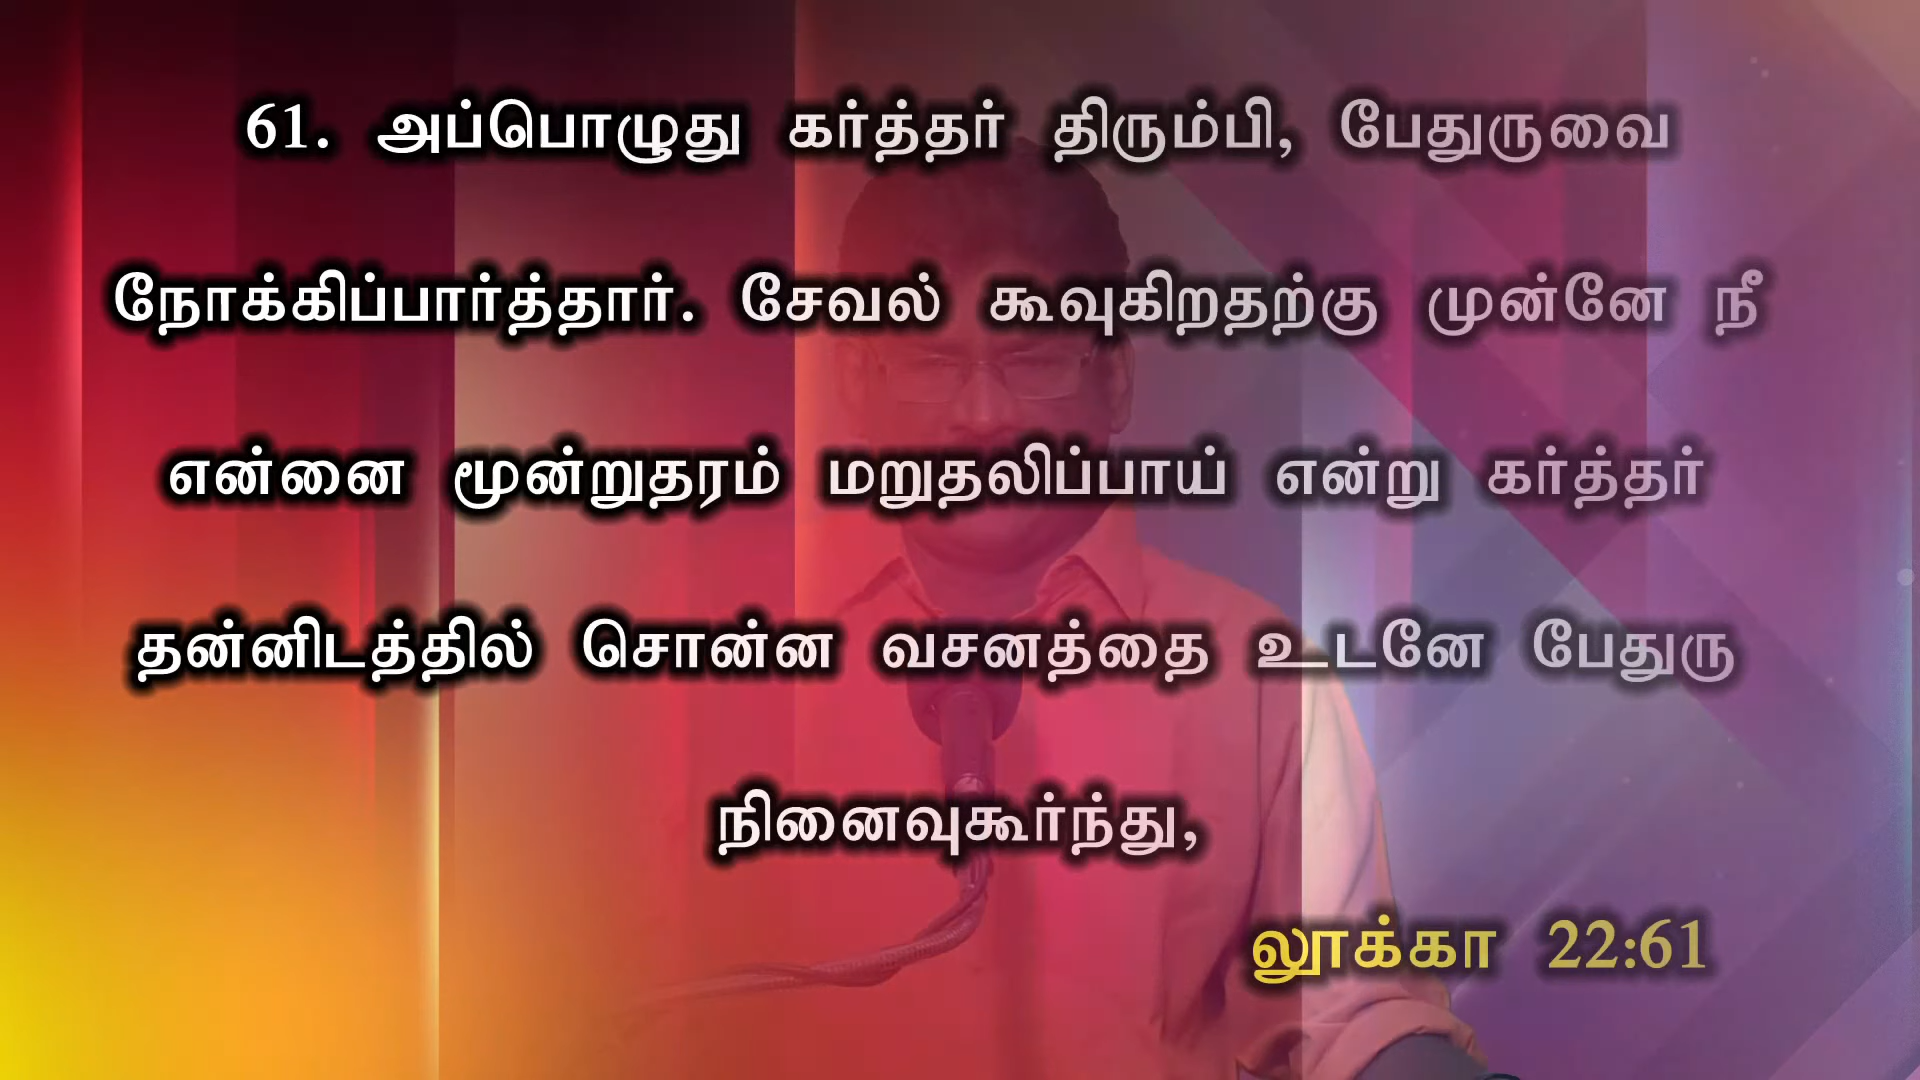 61. அப்பொழுது கர்த்தர் திரும்பி, பேதுருவை
நோக்கிப்பார்த்தார். சேவல் கூவுகிறதற்கு முன்னே நீ
என்னை மூன்றுதரம் மறுதலிப்பாய் என்று கர்த்தர்
தன்னிடத்தில் சொன்ன வசனத்தை உடனே பேதுரு
நினைவுகூர்ந்து,
லூக்கா 22:61